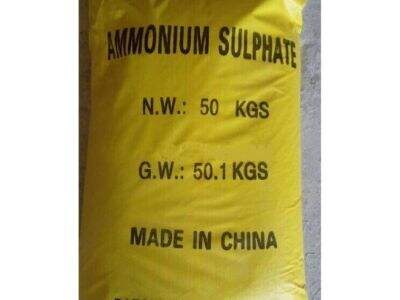 AMMONIUM SULPHATE
N.W.: 50 KGS
G.W.: 50.1 KGS
MADE IN CHINA